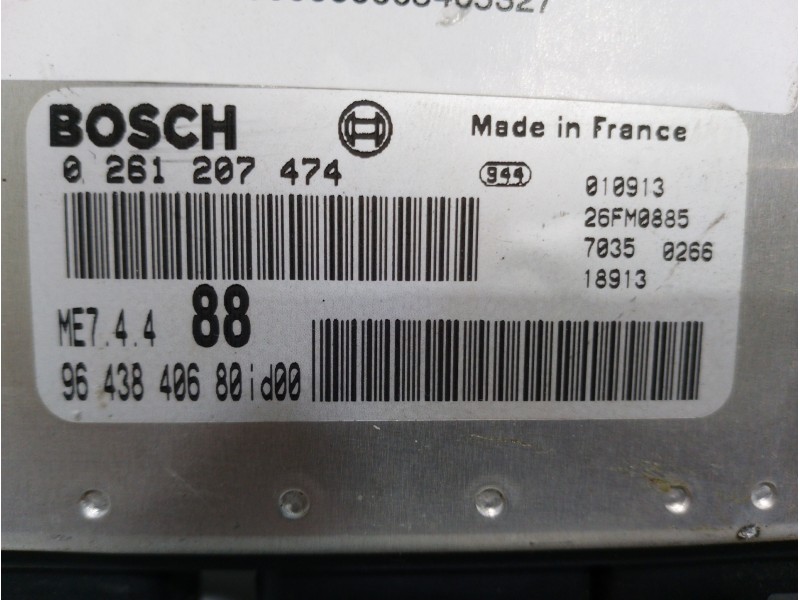 BOSCH
Made in France
0 261 207 474
944
010913
26FM0885
7035 0266
18913
ME7.4.4 88
96 438 406 80id00